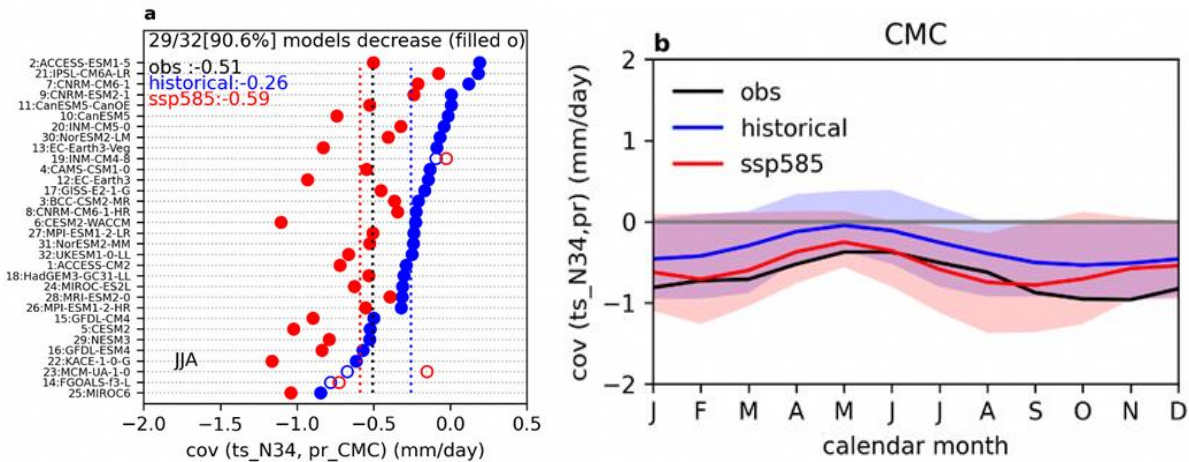 a
29/32[90.6%] models decrease (filled o)
obs :-0.51
historical:-0.26
ssp585:-0.59
2:ACCESS-ESM1-5
21:IPSL-CM6A-LR
7:CNRM-CM6-1
9:CNRM-ESM2-1
11:CanESM5-CanOE
10:CanESM5
20:INM-CM5-0
30:NorESM2-LM
13:EC-Earth3-Veg
19:INM-CM4-8
4:CAMS-CSM1-0
12:EC-Earth3
17:GISS-E2-1-G
3:BCC-CSM2-MR
8:CNRM-CM6-1-HR
6:CESM2-WACCM
27:MPI-ESM1-2-LR
31:NorESM2-MM
32:UKESM1-0-LL
1:ACCESS-CM2
18:HadGEM3-GC31-LL
24:MIROC-ES2L
28:MRI-ESM2-0
26:MPI-ESM1-2-HR
15:GFDL-CM4
5:CESM2
29:NESM3
16:GFDL-ESM4
22:KACE-1-0-G
23:MCM-UA-1-0
14:FGOALS-f3-L
25:MIROC6
JJA
−2.0 −1.5 −1.0 −0.5 0.0 0.5
cov (ts_N34, pr_CMC) (mm/day)
CMC
b
obs
historical
ssp585
2
1
0
−1
−2
cov (ts_N34,pr) (mm/day)
J F M A M J J A S O N D
calendar month